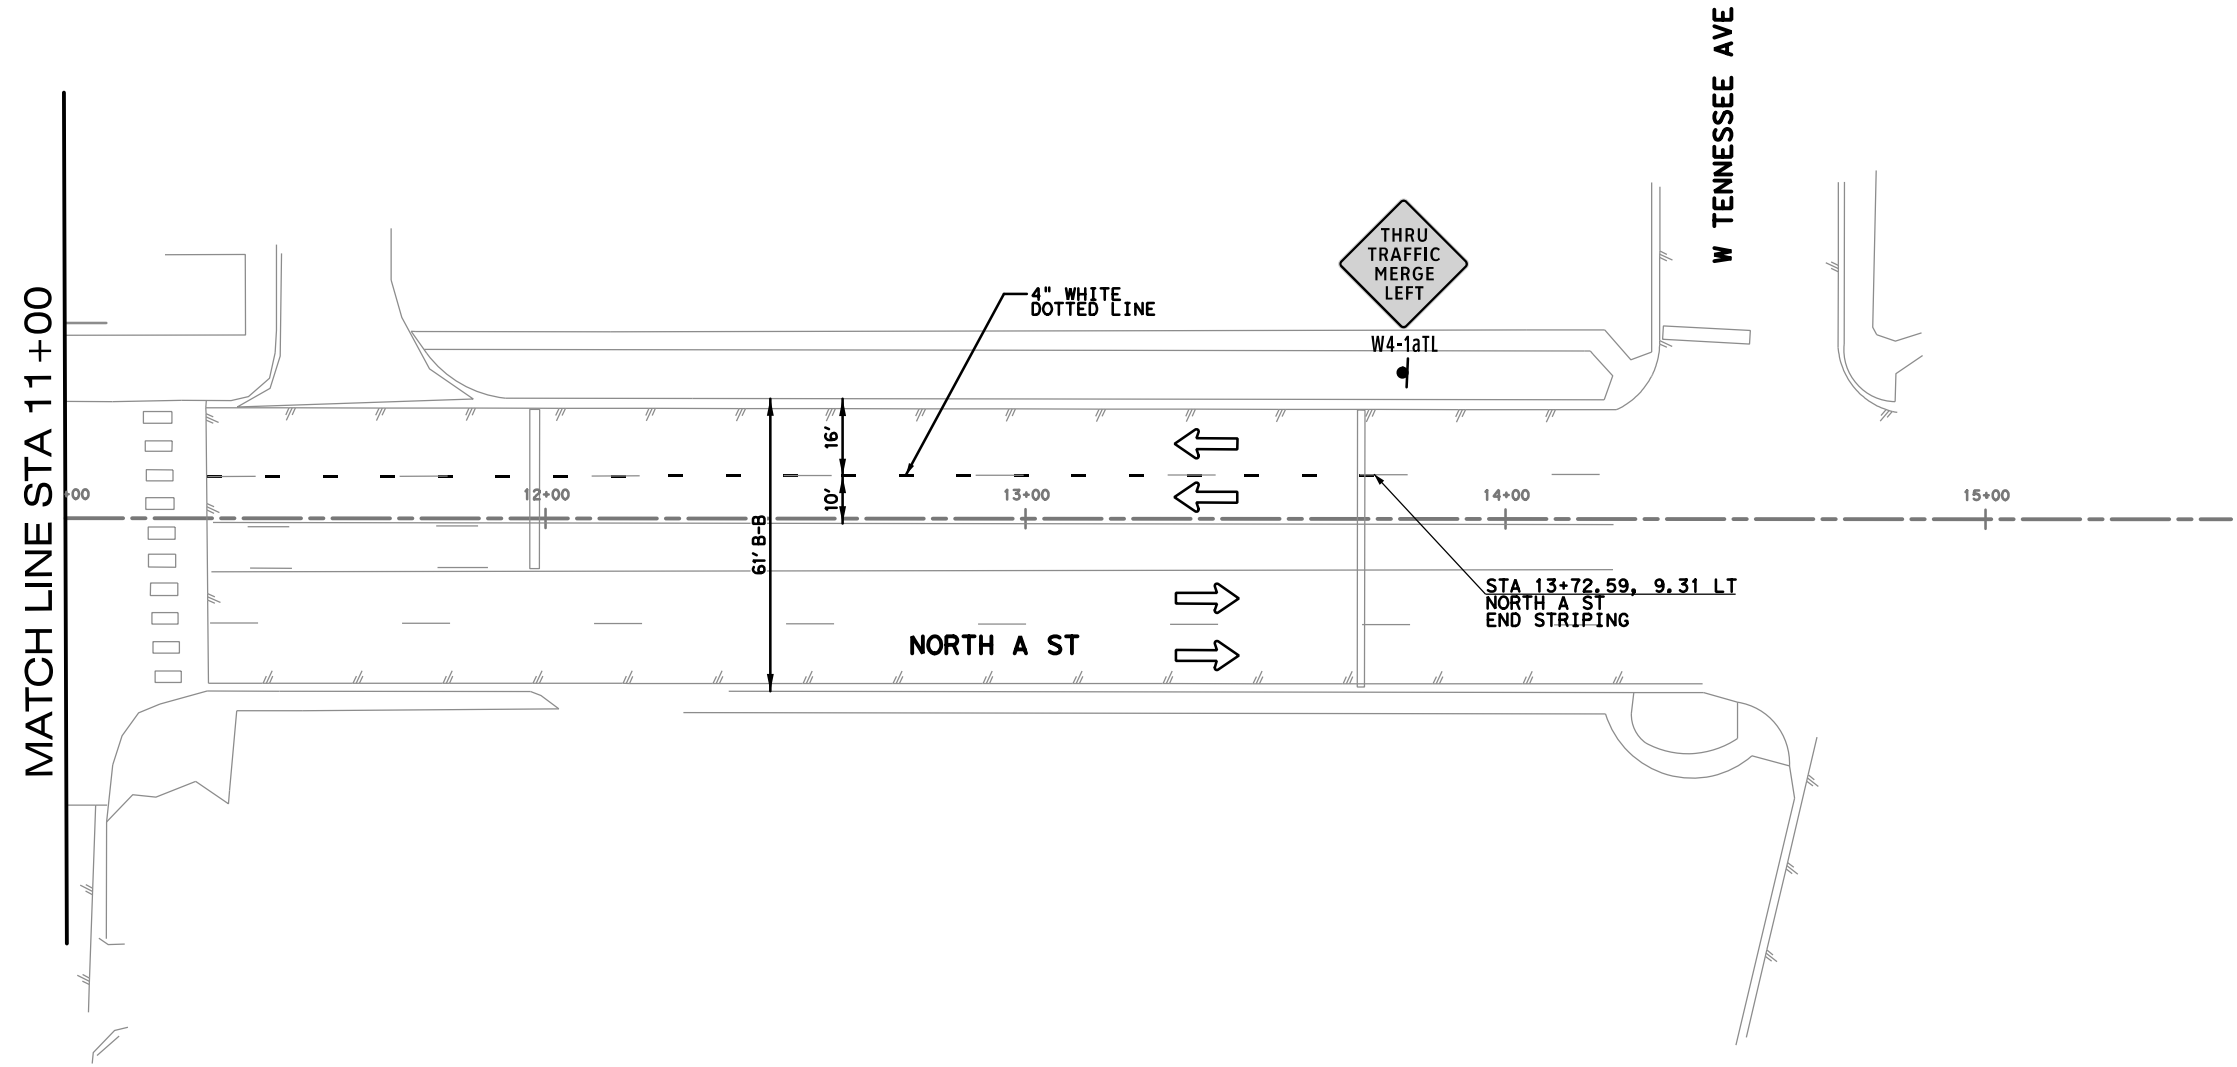 W TENNESSEE AVE
MATCH LINE STA 11+00
THRU
TRAFFIC
MERGE
LEFT
W4-1aTL
4" WHITE
DOTTED LINE
16'
10'
61' B-B
+00
12+00
13+00
14+00
15+00
STA 13+72.59, 9.31 LT
NORTH A ST
END STRIPING
NORTH A ST